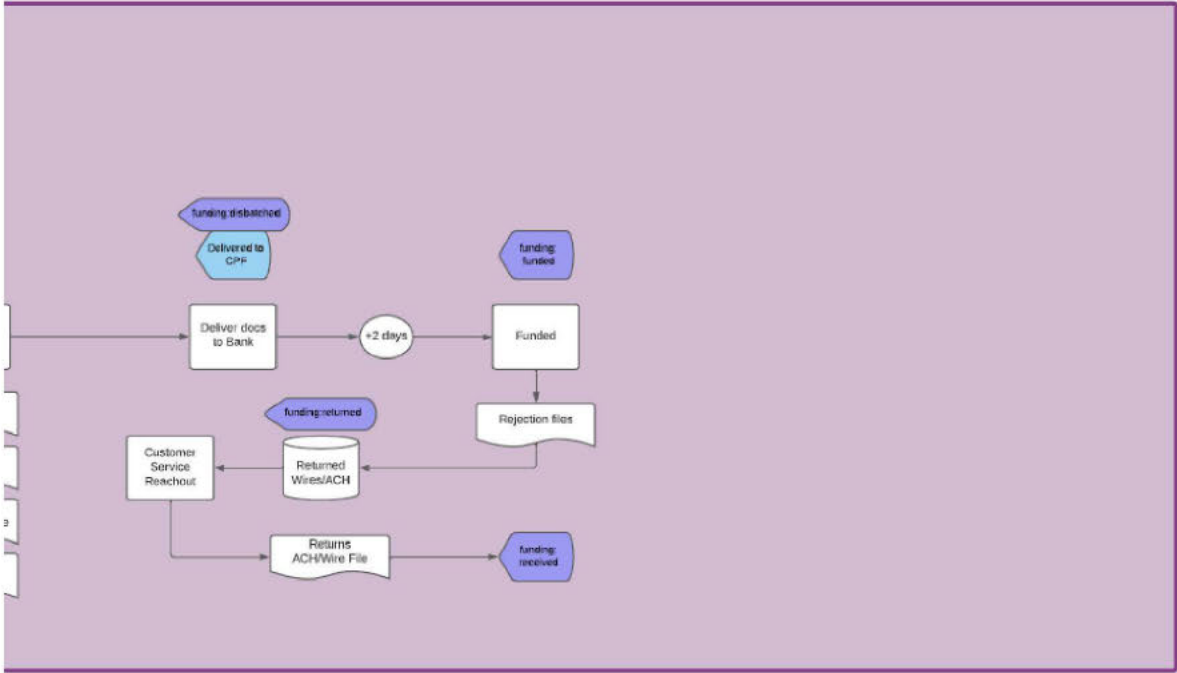 funding:disbatched
Delivered to
CPF
funding:
funded
Deliver docs
to Bank
+2 days
Funded
funding:returned
Rejection files
Customer
Service
Reachout
Returned
Wires/ACH
e
Returns
ACH/Wire File
funding:
received